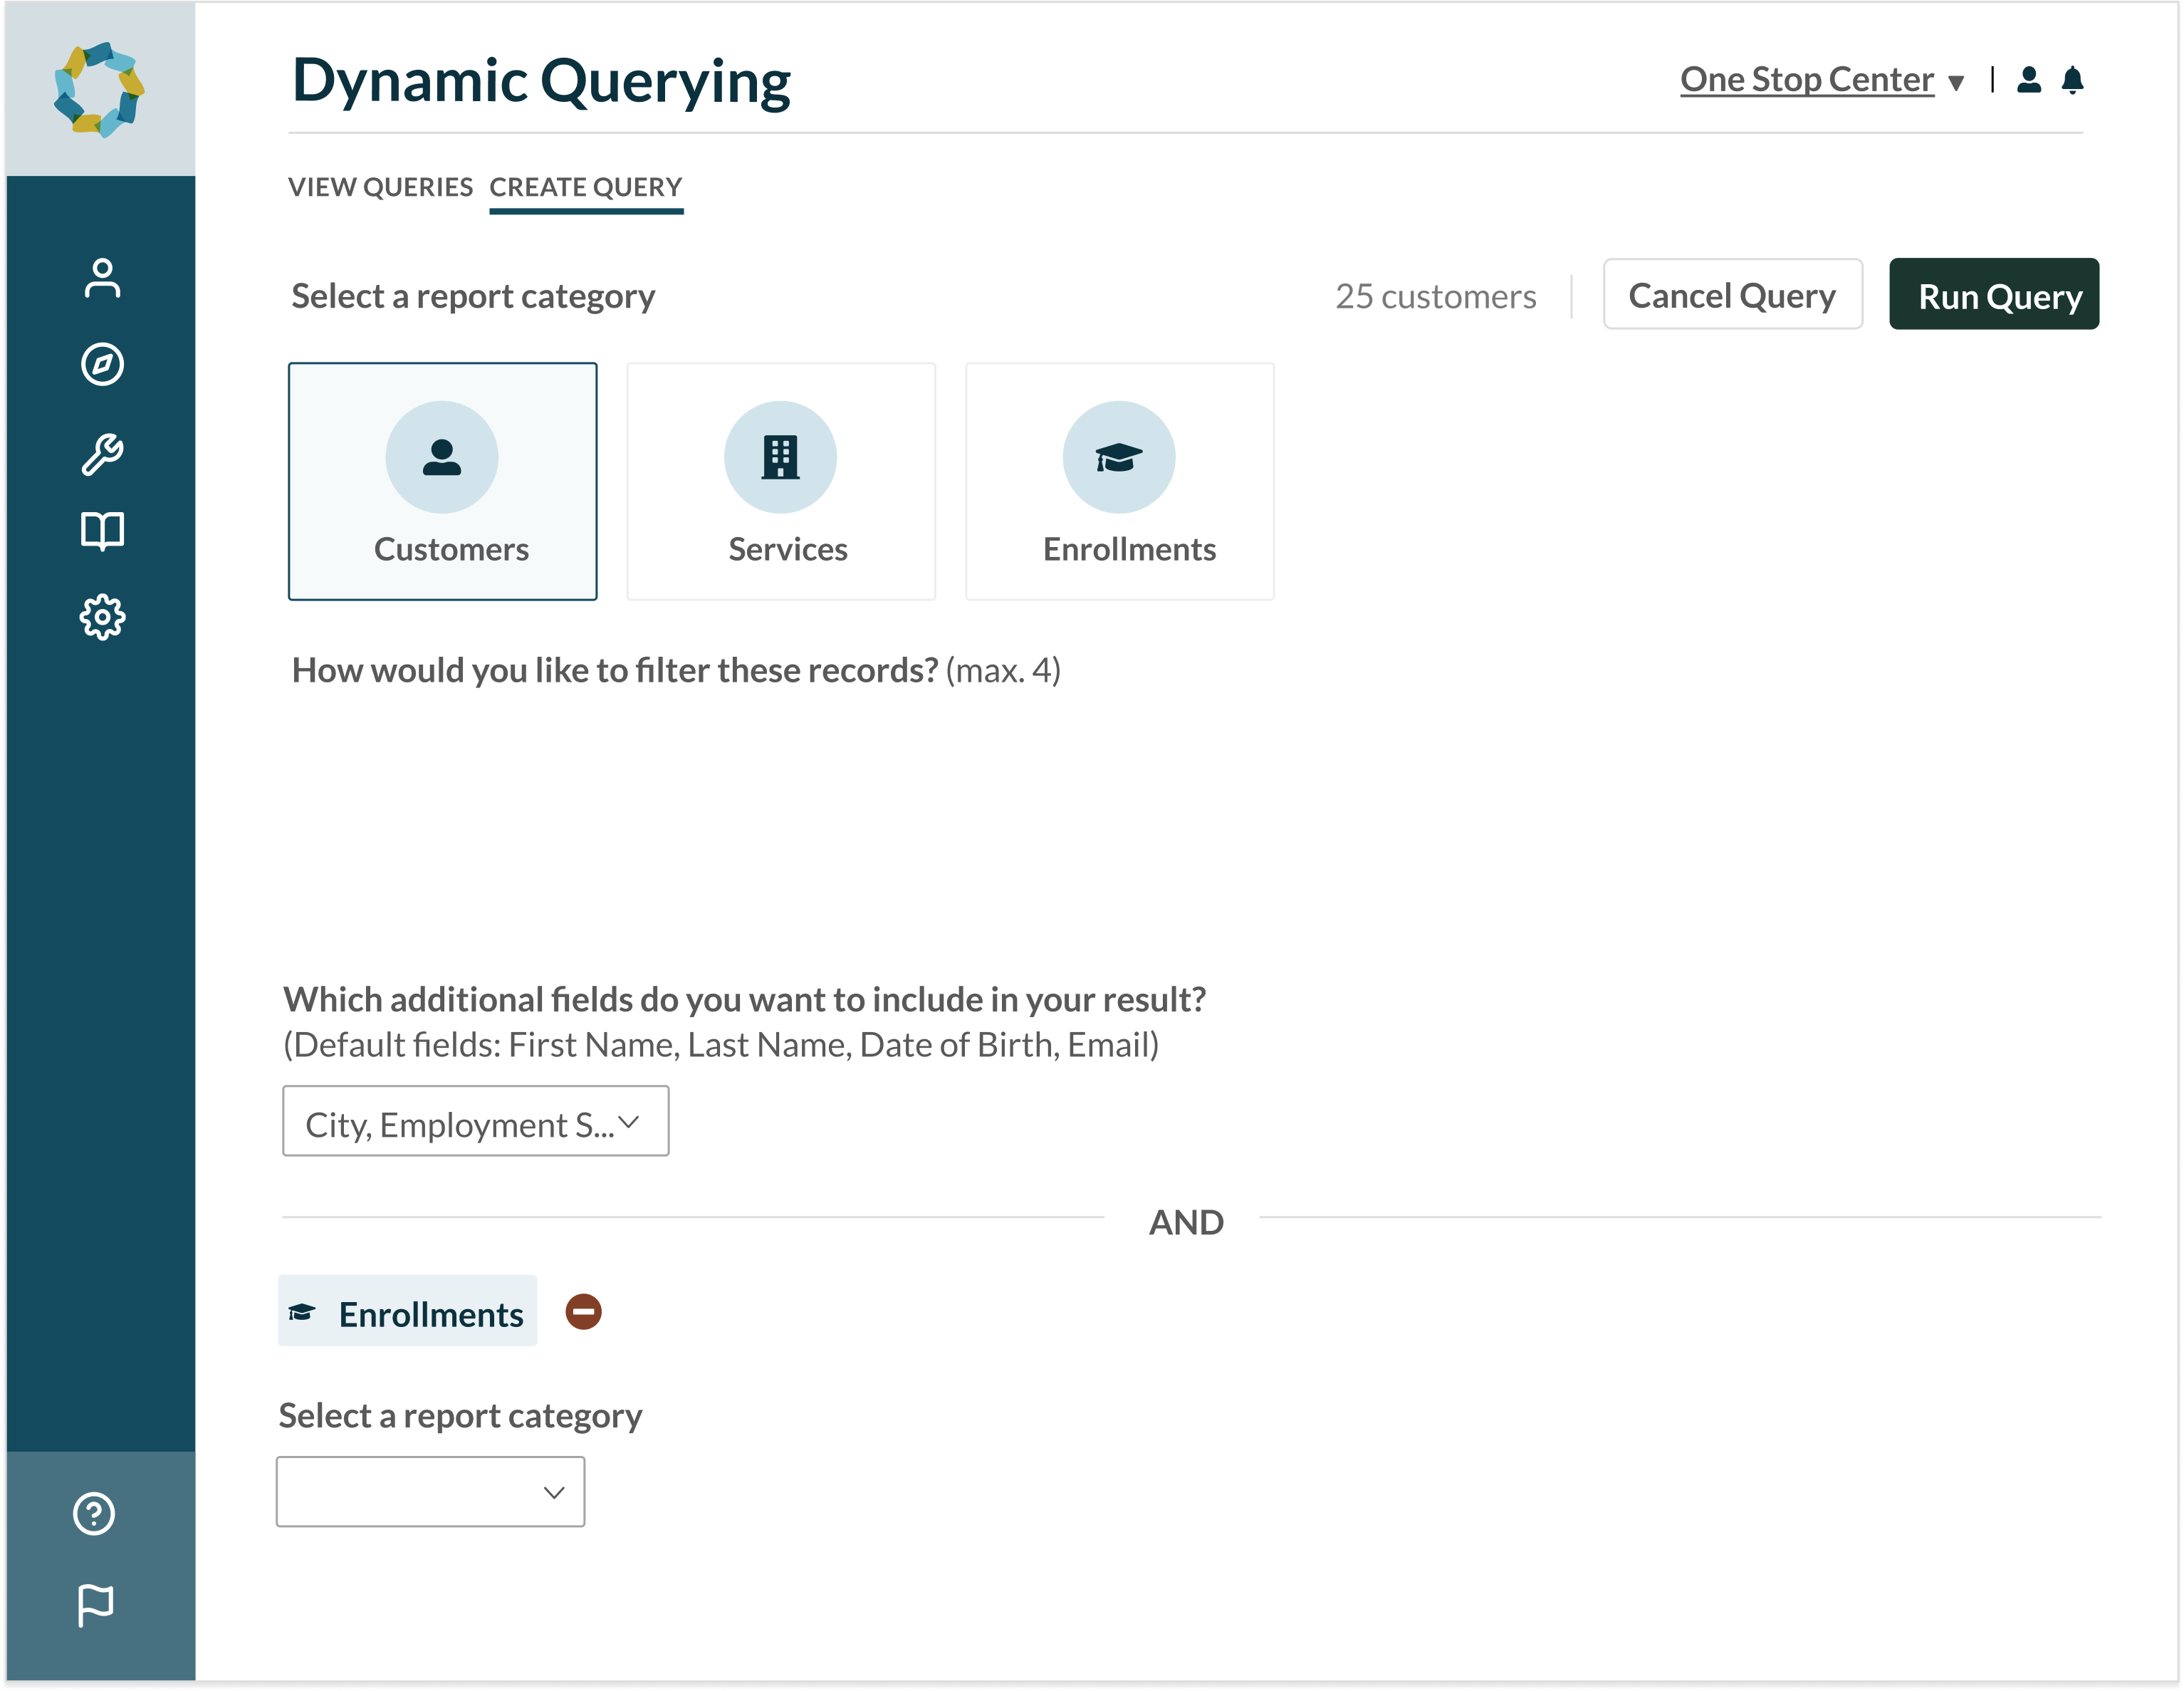 Dynamic Querying
One Stop Center
VIEW QUERIES CREATE QUERY
Select a report category
25 customers
Cancel Query
Run Query
Customers
Services
Enrollments
How would you like to filter these records? (max. 4)
Which additional fields do you want to include in your result?
(Default fields: First Name, Last Name, Date of Birth, Email)
City, Employment S...
AND
Enrollments
Select a report category